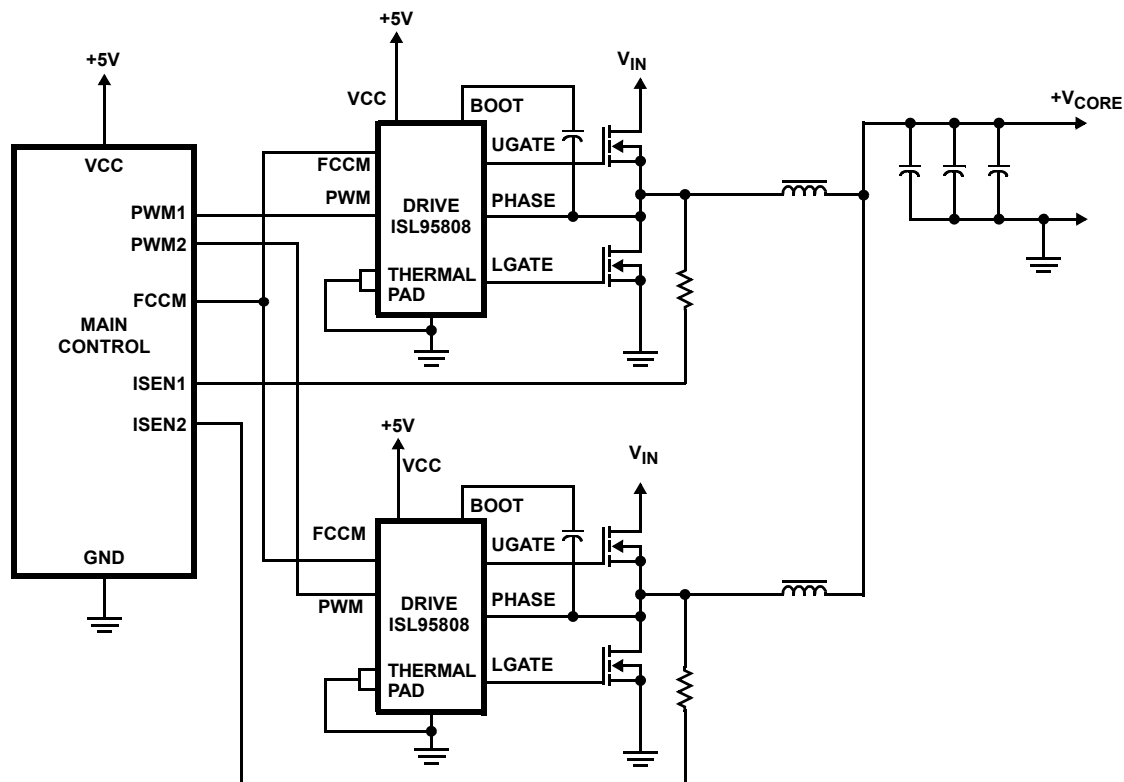 +5V
VCC
PWM1
PWM2
FCCM
MAIN
CONTROL
ISEN1
ISEN2
GND
+5V
VCC
BOOT
FCCM
PWM
DRIVE
ISL95808
THERMAL
PAD
UGATE
PHASE
LGATE
VIN
+VCORE
+5V
VCC
BOOT
FCCM
PWM
DRIVE
ISL95808
THERMAL
PAD
UGATE
PHASE
LGATE
VIN